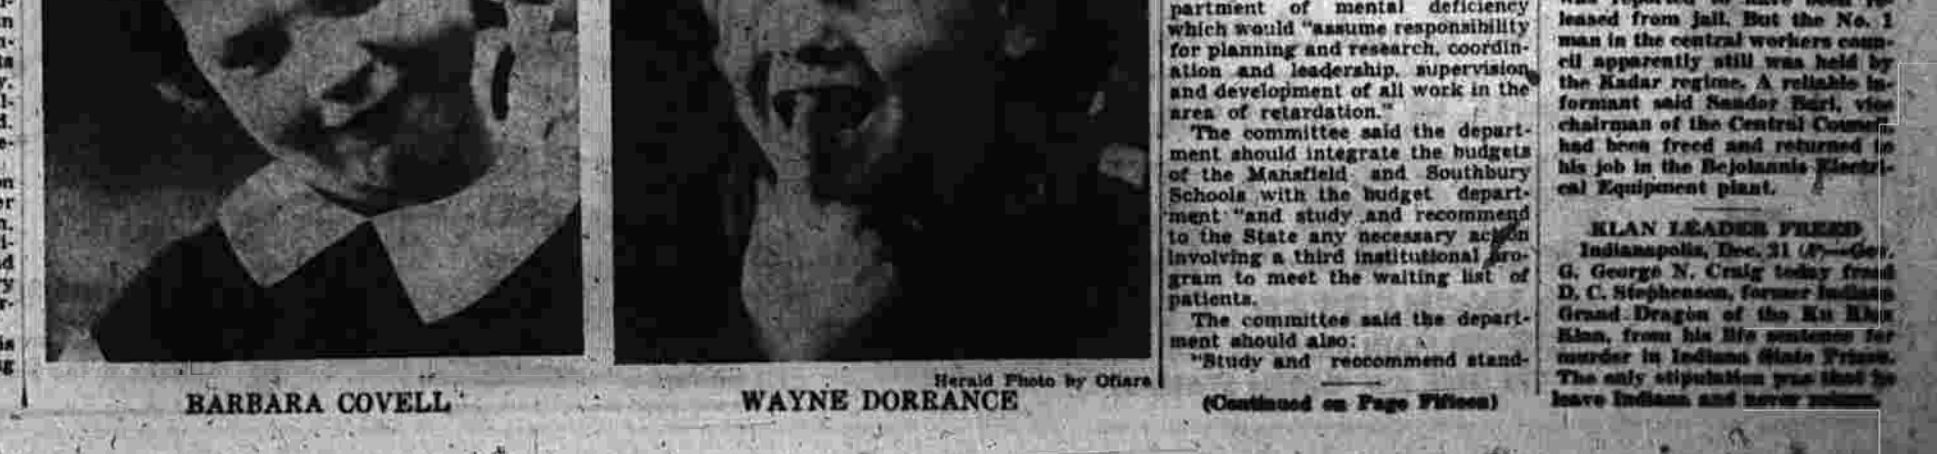 BARBARA COVELL
Herald Photo by Ofiara
WAYNE DORRANCE
partment of mental deficiency
which would "assume responsibility
for planning and research, coordin-
ation and leadership, supervision
and development of all work in the
area of retardation."
The committee said the depart-
ment should integrate the budgets
of the Mansfield and Southbury
Schools with the budget depart-
ment "and study and recommend
to the State any necessary action
involving a third institutional pro-
gram to meet the waiting list of
patients.
The committee said the depart-
ment should also:
"Study and reocommend stand-
(Continued on Page Fifteen)
leased from jail. But the No. 1
man in the central workers coun-
cil apparently still was held by
the Kadar regime. A reliable in-
formant said Sandor Bari, vice
chairman of the Central Council
had been freed and returned to
his job in the Bejolannis Electri-
cal Equipment plant.
KLAN LEADER FREED
Indianapolis, Dec. 21 (AP)—Gov.
G. George N. Craig today freed
D. C. Stephenson, former Indiana
Grand Dragon of the Ku Klux
Klan, from his life sentence for
murder in Indiana State Prison.
The only stipulation was that he
leave Indiana and never return.